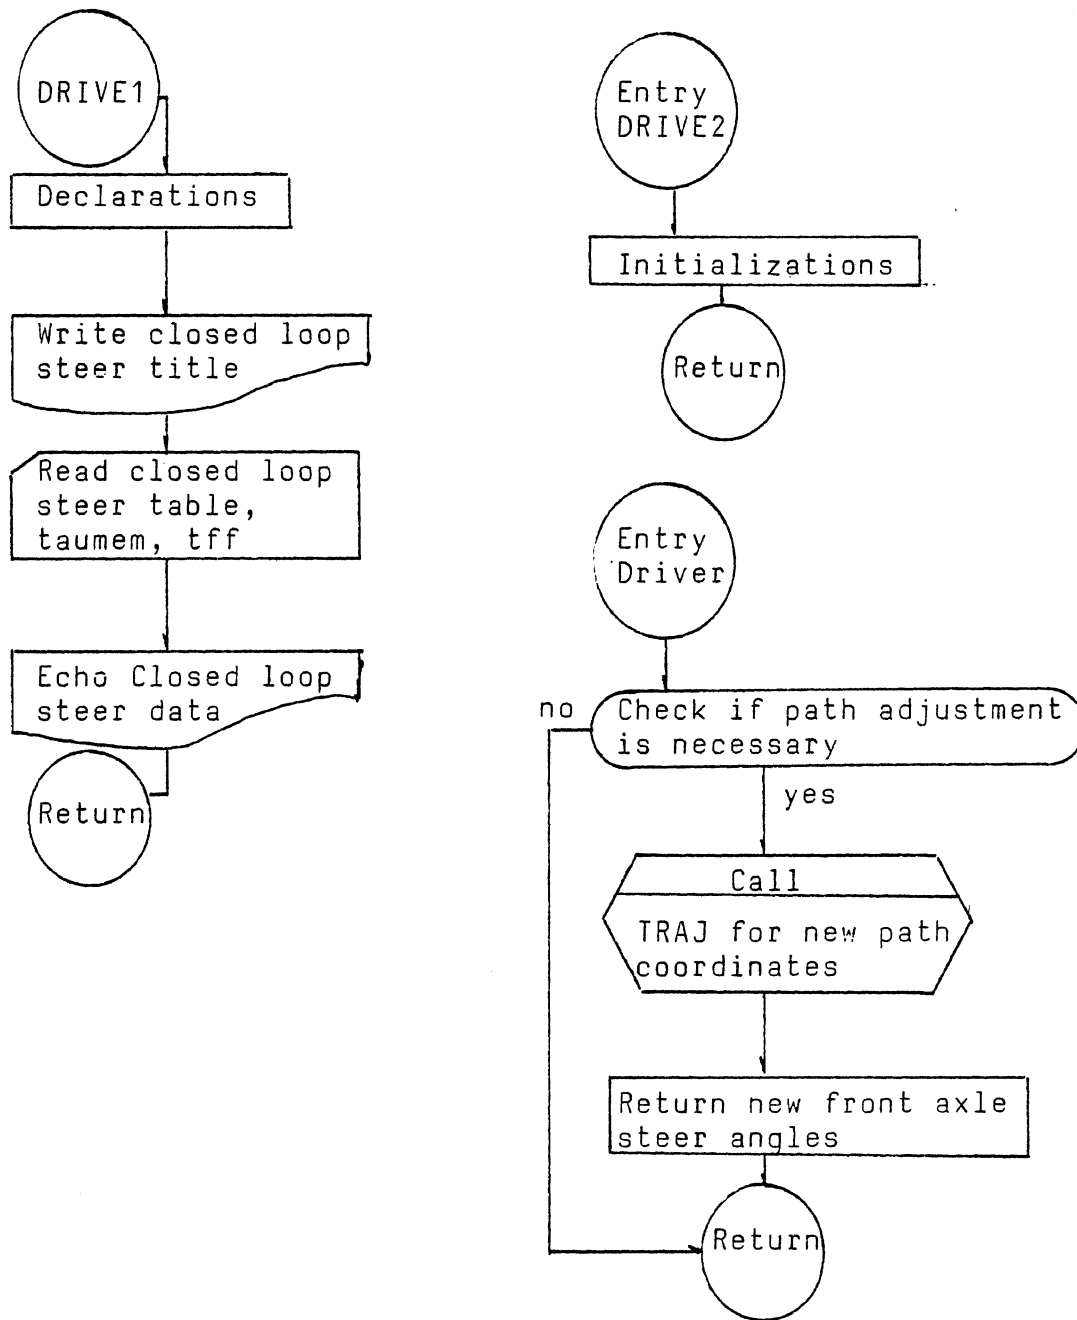 DRIVE1
Declarations
Write closed loop
steer title
Read closed loop
steer table,
taumem, tff
Echo Closed loop
steer data
Return
Entry
DRIVE2
Initializations
Return
Entry
Driver
no
Check if path adjustment
is necessary
yes
Call
TRAJ for new path
coordinates
Return new front axle
steer angles
Return